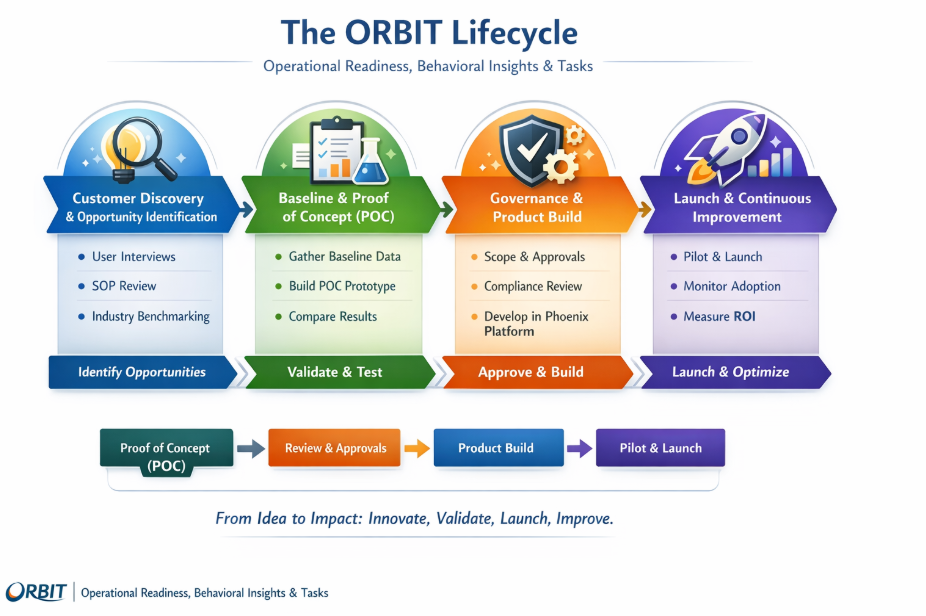 The ORBIT Lifecycle
Operational Readiness, Behavioral Insights & Tasks
Customer Discovery
& Opportunity Identification
User Interviews
SOP Review
Industry Benchmarking
Identify Opportunities
Baseline & Proof
of Concept (POC)
Gather Baseline Data
Build POC Prototype
Compare Results
Validate & Test
Governance &
Product Build
Scope & Approvals
Compliance Review
Develop in Phoenix
Platform
Approve & Build
Launch & Continuous
Improvement
Pilot & Launch
Monitor Adoption
Measure ROI
Launch & Optimize
Proof of Concept
(POC)
Review & Approvals
Product Build
Pilot & Launch
From Idea to Impact: Innovate, Validate, Launch, Improve.
ORBIT
Operational Readiness, Behavioral Insights & Tasks